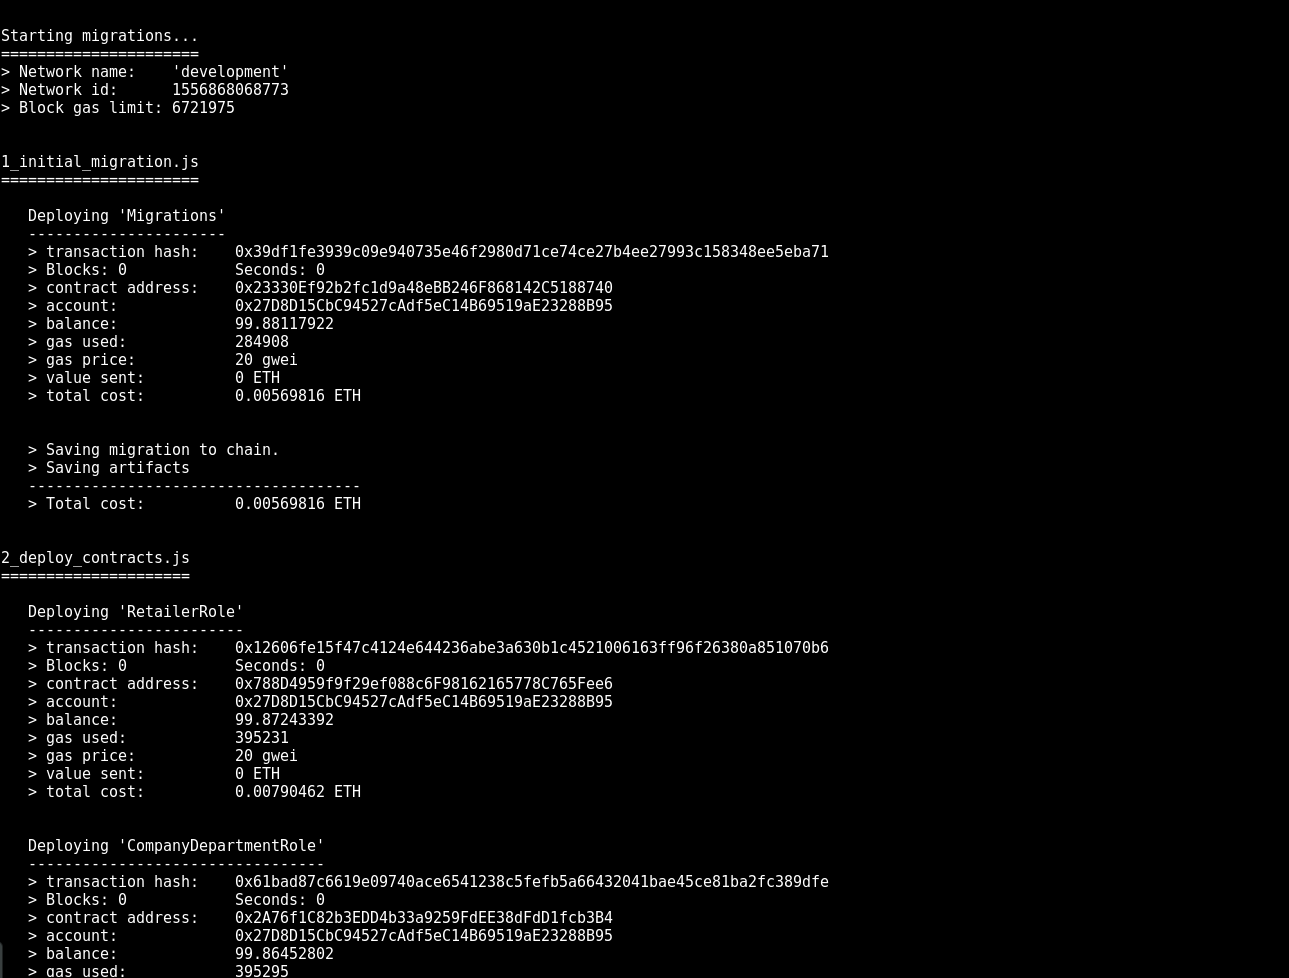 Starting migrations...
======================
> Network name:    'development'
> Network id:      1556868068773
> Block gas limit: 6721975
1_initial_migration.js
======================
   Deploying 'Migrations'
   ----------------------
   > transaction hash:    0x39df1fe3939c09e940735e46f2980d71ce74ce27b4ee27993c158348ee5eba71
   > Blocks: 0            Seconds: 0
   > contract address:    0x23330Ef92b2fc1d9a48eBB246F868142C5188740
   > account:             0x27D8D15CbC94527cAdf5eC14B69519aE23288B95
   > balance:             99.88117922
   > gas used:            284908
   > gas price:           20 gwei
   > value sent:          0 ETH
   > total cost:          0.00569816 ETH
   > Saving migration to chain.
   > Saving artifacts
   -------------------------------------
   > Total cost:          0.00569816 ETH
2_deploy_contracts.js
=====================
   Deploying 'RetailerRole'
   ------------------------
   > transaction hash:    0x12606fe15f47c4124e644236abe3a630b1c4521006163ff96f26380a851070b6
   > Blocks: 0            Seconds: 0
   > contract address:    0x788D4959f9f29ef088c6F98162165778C765Fee6
   > account:             0x27D8D15CbC94527cAdf5eC14B69519aE23288B95
   > balance:             99.87243392
   > gas used:            395231
   > gas price:           20 gwei
   > value sent:          0 ETH
   > total cost:          0.00790462 ETH
   Deploying 'CompanyDepartmentRole'
   ---------------------------------
   > transaction hash:    0x61bad87c6619e09740ace6541238c5fefb5a66432041bae45ce81ba2fc389dfe
   > Blocks: 0            Seconds: 0
   > contract address:    0x2A76f1C82b3EDD4b33a9259FdEE38dFdD1fcb3B4
   > account:             0x27D8D15CbC94527cAdf5eC14B69519aE23288B95
   > balance:             99.86452802
   > gas used:            395295